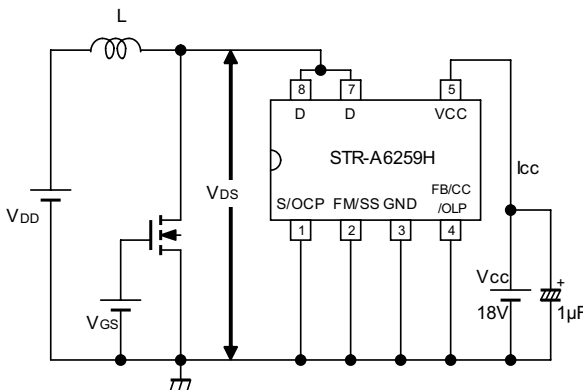 L
8
7
5
D
D
VCC
STR-A6259H
Icc
VDS
VDD
S/OCP
FM/SS
GND
FB/CC
/OLP
1
2
3
4
VGS
Vcc
18V
+
1μF